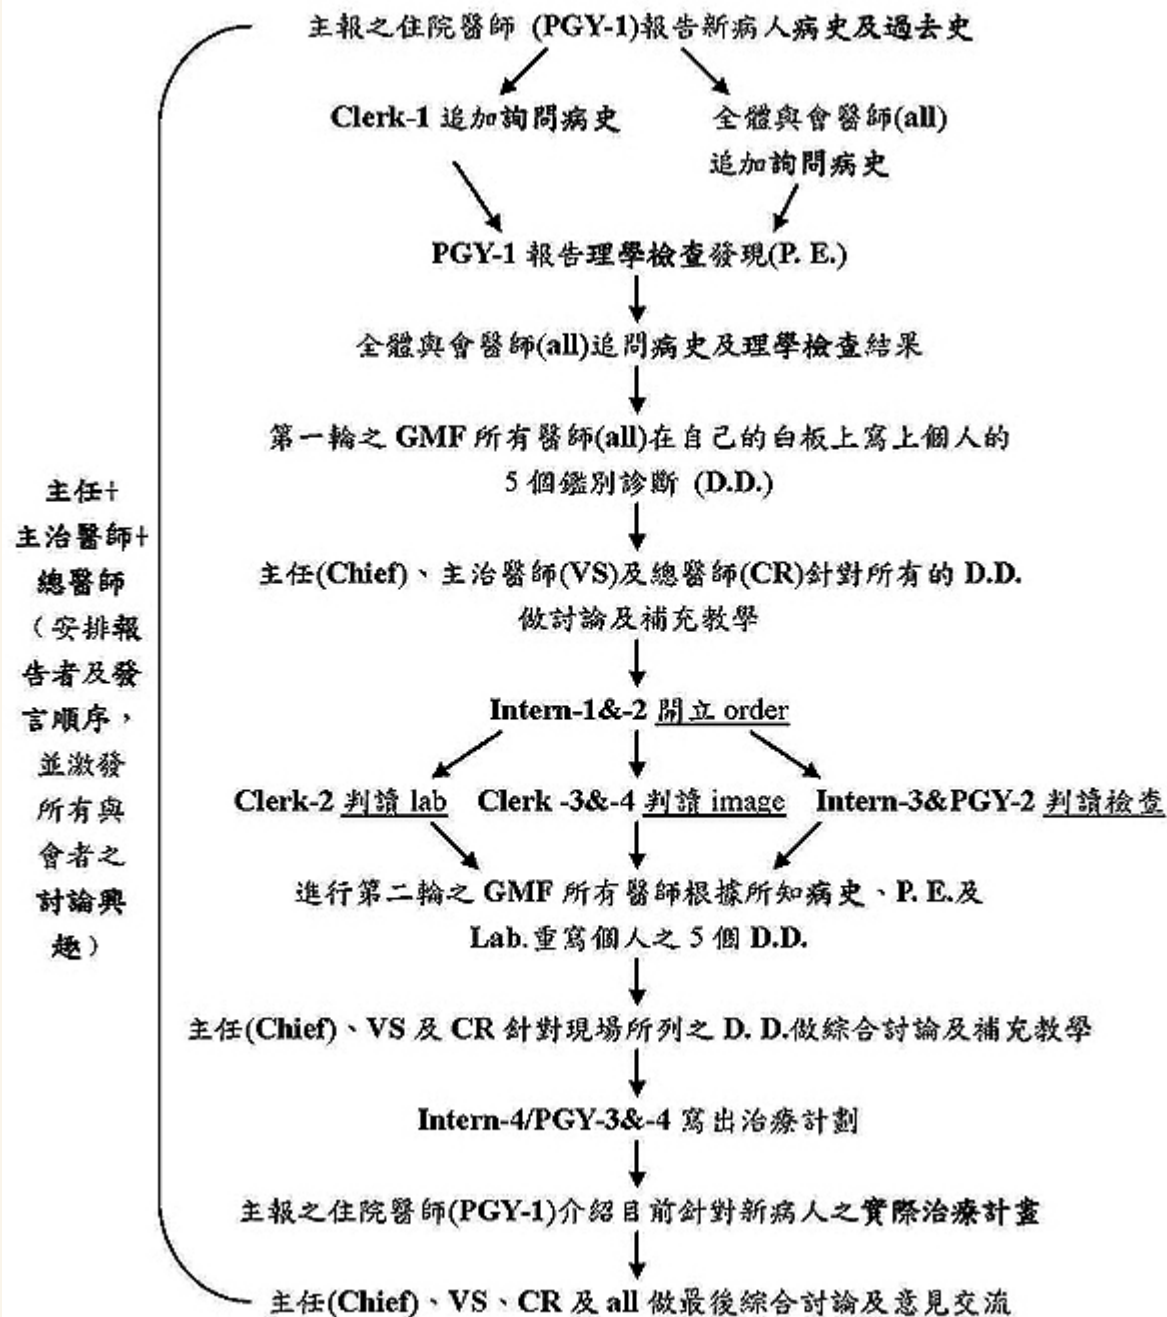 主報之住院醫師 (PGY-1)報告新病人病史及過去史
Clerk-1 追加詢問病史
全體與會醫師(all)
追加詢問病史
PGY-1 報告理學檢查發現(P. E.)
全體與會醫師(all)追問病史及理學檢查結果
第一輪之 GMF 所有醫師(all)在自己的白板上寫上個人的
5 個鑑別診斷 (D.D.)
主任(Chief)、主治醫師(VS)及總醫師(CR)針對所有的 D.D.
做討論及補充教學
Intern-1&-2 開立 order
Clerk-2 判讀 lab
Clerk -3&-4 判讀 image
Intern-3&PGY-2 判讀檢查
進行第二輪之 GMF 所有醫師根據所知病史、P. E.及
Lab.重寫個人之 5 個 D.D.
主任(Chief)、VS 及 CR 針對現場所列之 D. D.做綜合討論及補充教學
Intern-4/PGY-3&-4 寫出治療計劃
主報之住院醫師(PGY-1)介紹目前針對新病人之實際治療計畫
主任(Chief)、VS、CR 及 all 做最後綜合討論及意見交流
主任+
主治醫師+
總醫師
（安排報
告者及發
言順序，
並激發
所有與
會者之
討論興
趣）